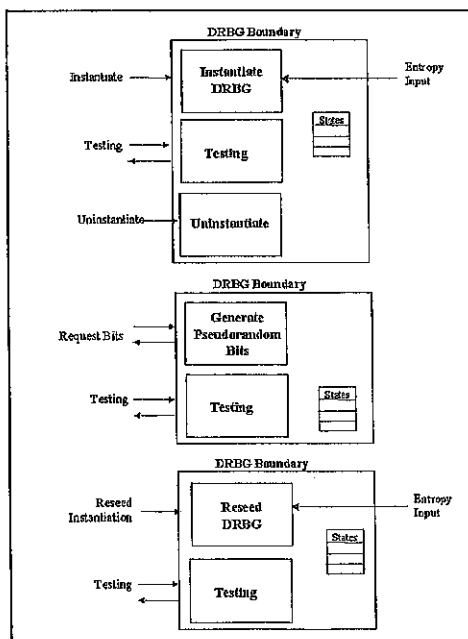 DRBG Boundary
Instantiate
Instantiate
DRBG
Entropy
Input
States
Testing
Testing
Uninstantiate
Uninstantiate
DRBG Boundary
Generate
Pseudorandom
Bits
Request Bits
Testing
Testing
States
DRBG Boundary
Reseed
Instantiation
Reseed
DRBG
Entropy
Input
States
Testing
Testing